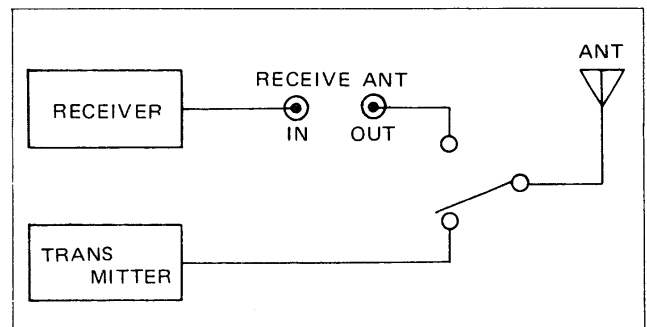 ANT
RECEIVE ANT
RECEIVER
IN
OUT
TRANS
MITTER